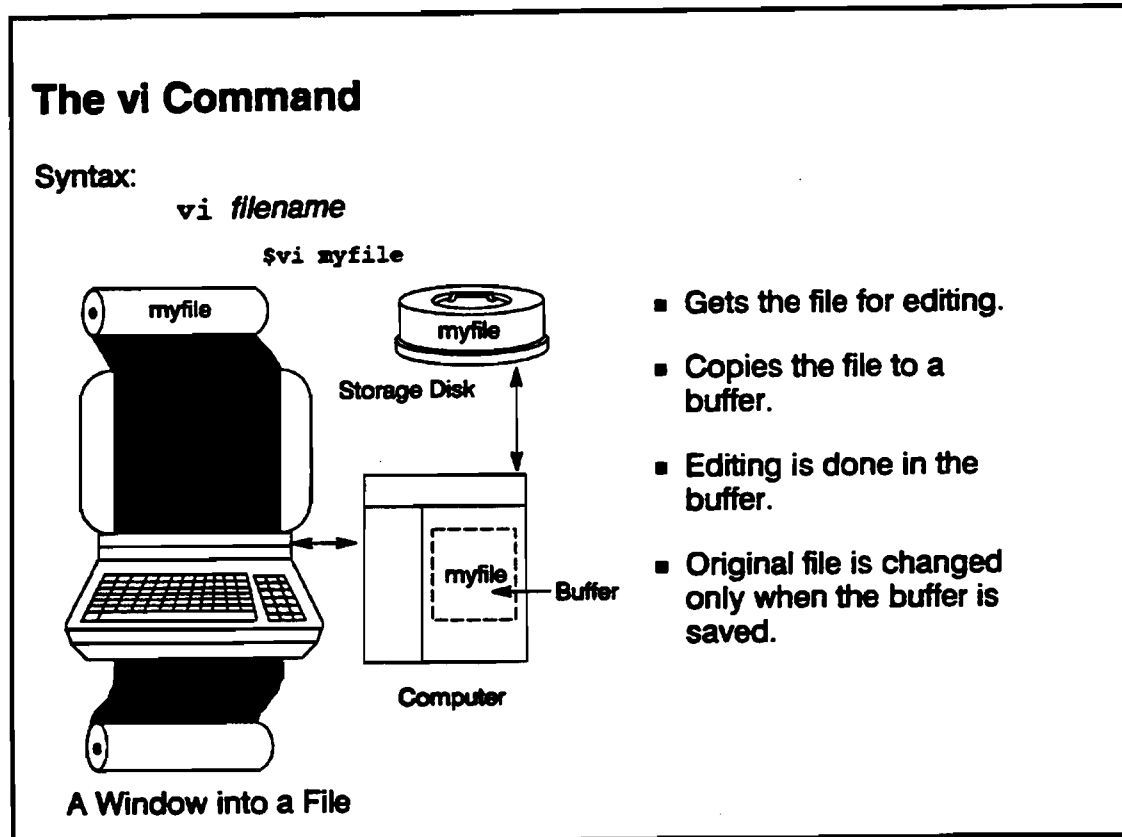 The vi Command
Syntax:
vi filename
$vi myfile
myfile
myfile
Storage Disk
myfile
Buffer
Computer
A Window into a File
▪ Gets the file for editing.
▪ Copies the file to a
buffer.
▪ Editing is done in the
buffer.
▪ Original file is changed
only when the buffer is
saved.